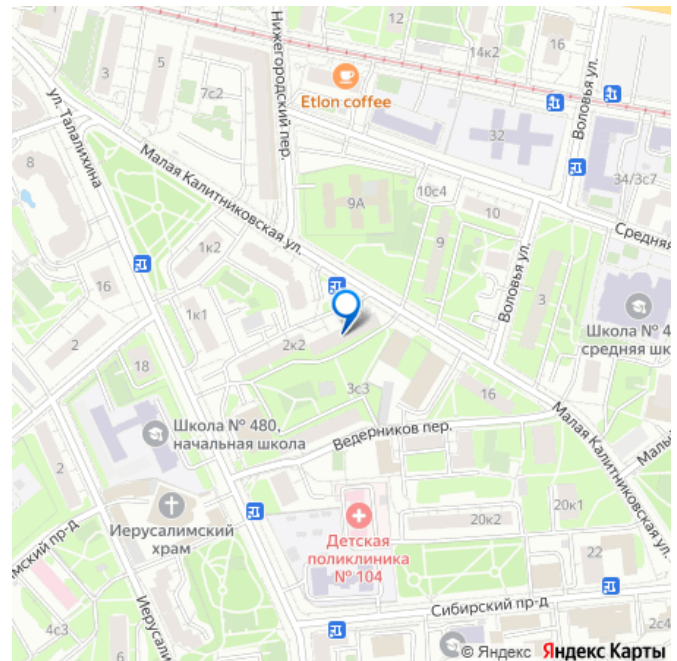 12
14к2
16
3
5
7с2
Etlon coffee
Нижегородский пер.
Воловья ул.
ул. Талалихина
32
8
Малая Калитниковская ул.
34/3с7
9А
10с4
10
9
Средняя
1к2
16
Воловья ул.
3
1к1
Школа № 4
средняя шк
2
2к2
18
3с3
16
Школа № 480,
начальная школа
Ведерников пер.
Малая Калитниковская ул.
Малый
2
20к1
20к2
Иерусалимский
храм
Детская
поликлиника
№ 104
22
мский пр-д
Иерусалим
Сибирский пр-д
4с3
2с4
© Яндекс Яндекс Карты